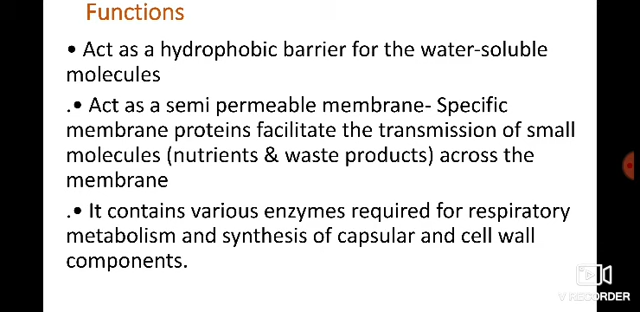 Functions
• Act as a hydrophobic barrier for the water-soluble
molecules
.• Act as a semi permeable membrane- Specific
membrane proteins facilitate the transmission of small
molecules (nutrients & waste products) across the
membrane
.• It contains various enzymes required for respiratory
metabolism and synthesis of capsular and cell wall
components.
V RECORDER